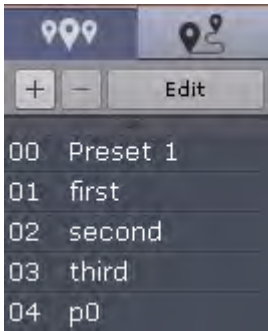 + - Edit
00 Preset 1
01 first
02 second
03 third
04 p0